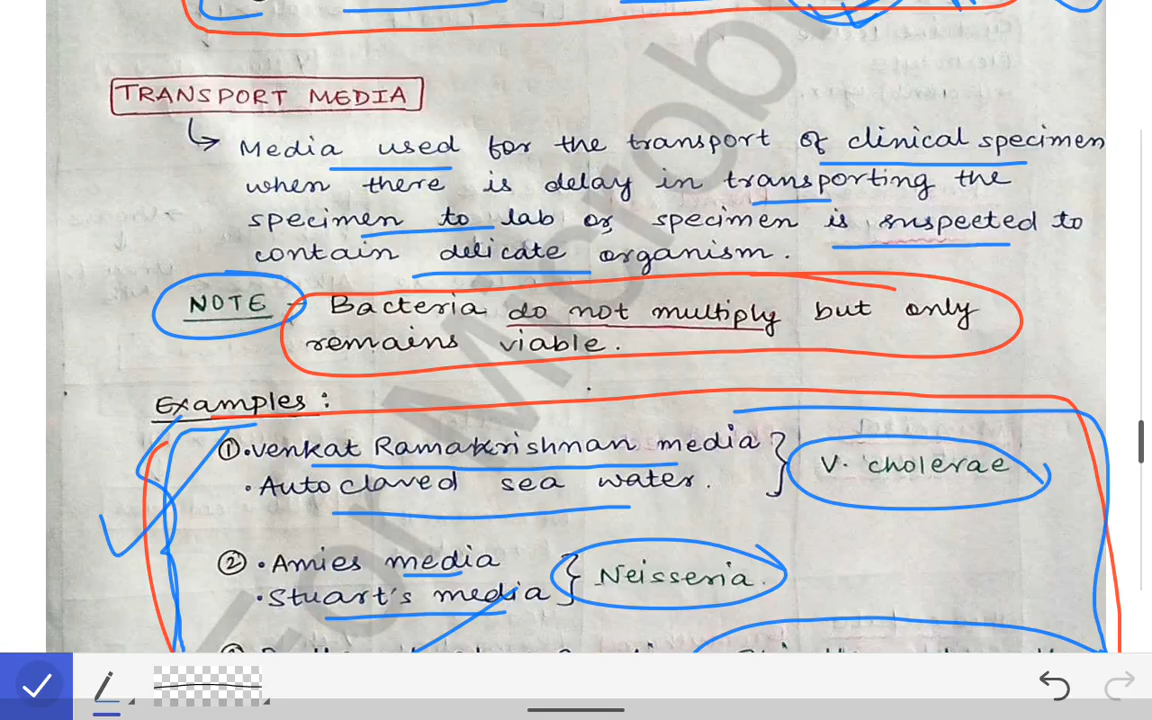 TRANSPORT MEDIA
↳ Media used for the transport of clinical specimen
when there is delay in transporting the
specimen to lab or specimen is suspected to
contain delicate organism.
NOTE - Bacteria do not multiply but only
remains viable.
Examples :
①. Venkat Ramakrishnan media } V. cholerae
. Autoclaved sea water.
② . Amies media } Neisseria.
. Stuart's media
For Microbi